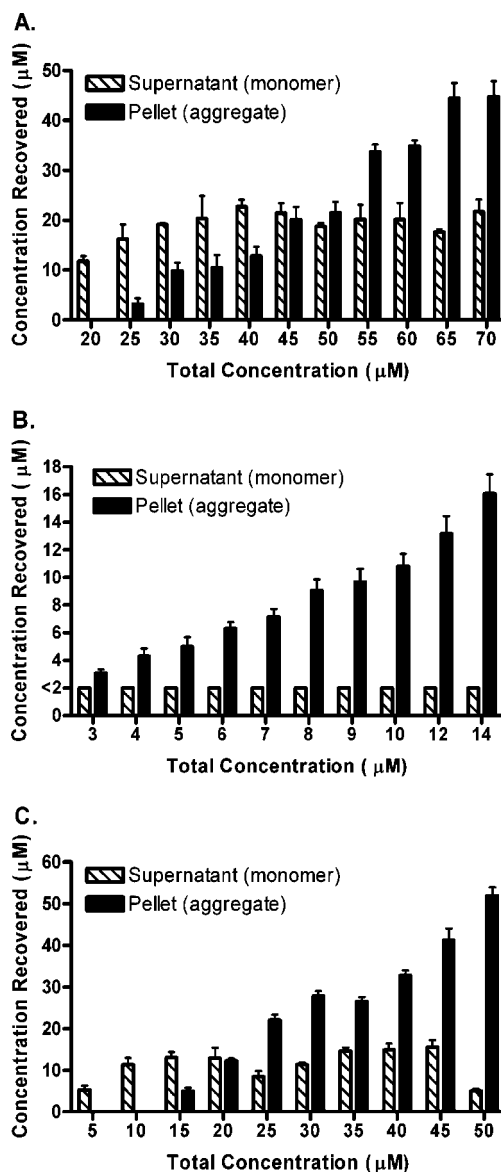 A.
Concentration Recovered (μM)
50
40
30
20
10
0
Supernatant (monomer)
Pellet (aggregate)
20 25 30 35 40 45 50 55 60 65 70
Total Concentration ( μM)
B.
Concentration Recovered (μM)
18
16
14
12
10
8
6
4
<2
0
Supernatant (monomer)
Pellet (aggregate)
3 4 5 6 7 8 9 10 12 14
Total Concentration ( μM)
C.
Concentration Recovered (μM)
60
50
40
30
20
10
0
Supernatant (monomer)
Pellet (aggregate)
5 10 15 20 25 30 35 40 45 50
Total Concentration (μM)